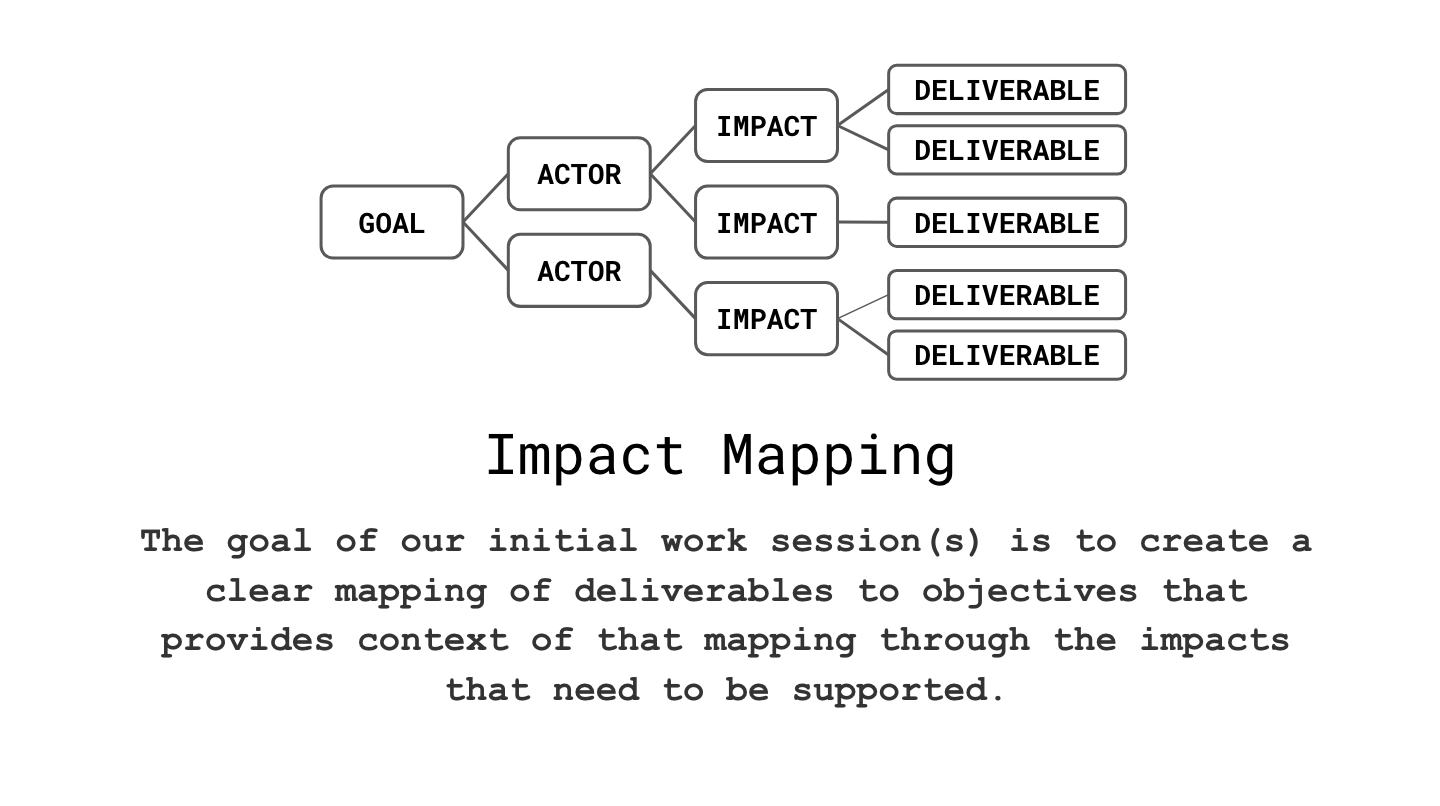 GOAL
ACTOR
ACTOR
IMPACT
IMPACT
IMPACT
DELIVERABLE
DELIVERABLE
DELIVERABLE
DELIVERABLE
DELIVERABLE
Impact Mapping
The goal of our initial work session(s) is to create a
clear mapping of deliverables to objectives that
provides context of that mapping through the impacts
that need to be supported.